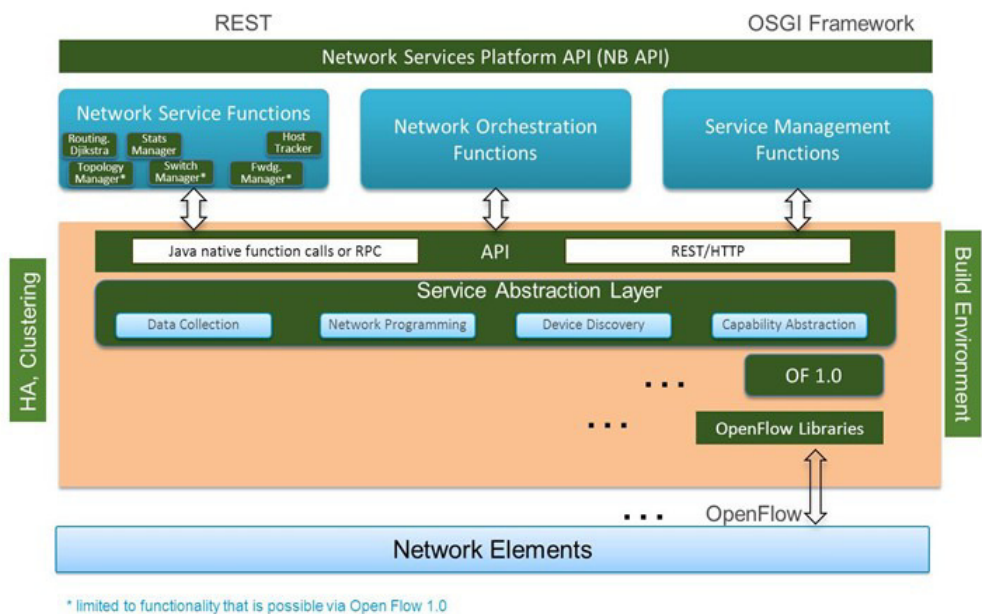 REST
OSGI Framework
Network Services Platform API (NB API)
Network Service Functions
Routing.
Djikstra
Stats
Manager
Host
Tracker
Topology
Manager*
Switch
Manager*
Fwdg.
Manager*
Network Orchestration
Functions
Service Management
Functions
HA, Clustering
Java native function calls or RPC
API
REST/HTTP
Service Abstraction Layer
Data Collection
Network Programming
Device Discovery
Capability Abstraction
... OF 1.0
... OpenFlow Libraries
Build Environment
... OpenFlow
Network Elements
* limited to functionality that is possible via Open Flow 1.0